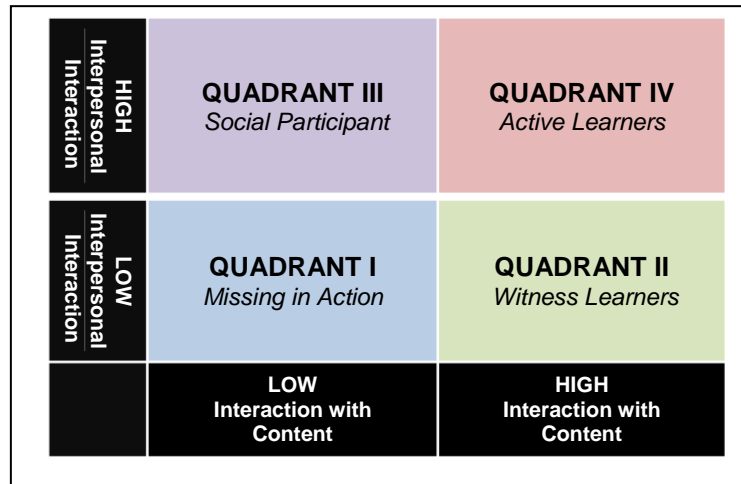 HIGH
Interpersonal
Interaction
QUADRANT III
Social Participant
QUADRANT IV
Active Learners
LOW
Interpersonal
Interaction
QUADRANT I
Missing in Action
QUADRANT II
Witness Learners
LOW
Interaction with
Content
HIGH
Interaction with
Content